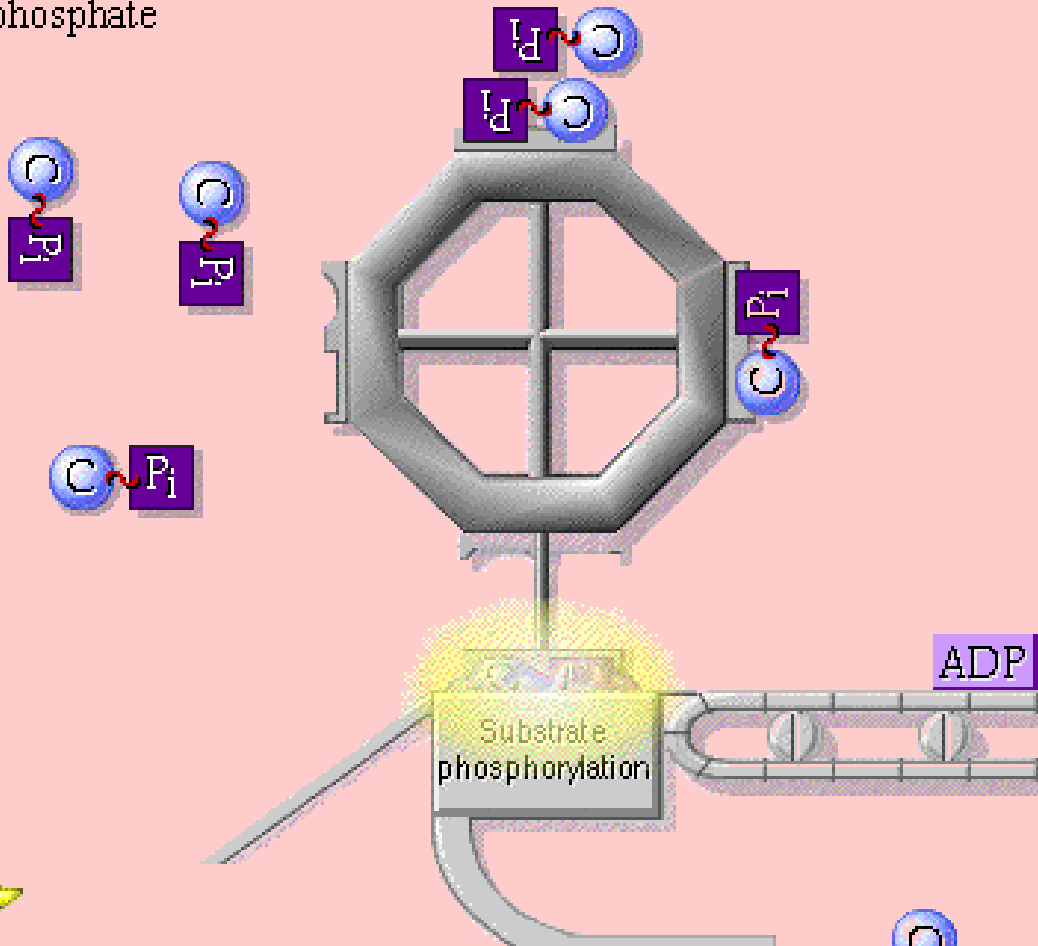 phosphate
Pi C
Pi C
C
Pi
C
Pi
Pi
C
C Pi
ADP
Substrate
phosphorylation